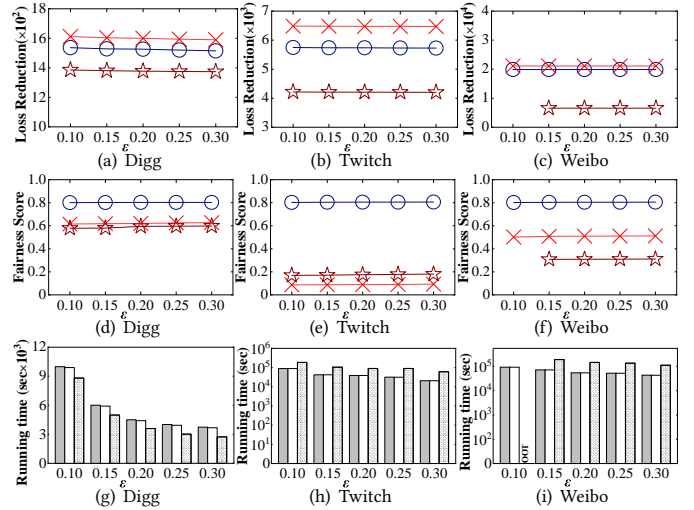 Loss Reduction(×10²)
18
16
14
12
10
0.10 0.15 0.20 0.25 0.30
ε
(a) Digg
Loss Reduction(×10³)
7
6
5
4
3
0.10 0.15 0.20 0.25 0.30
ε
(b) Twitch
Loss Reduction(×10⁴)
5
4
3
2
1
0
0.10 0.15 0.20 0.25 0.30
ε
(c) Weibo
Fairness Score
1.0
0.8
0.6
0.4
0.2
0
0.10 0.15 0.20 0.25 0.30
ε
(d) Digg
Fairness Score
1.0
0.8
0.6
0.4
0.2
0
0.10 0.15 0.20 0.25 0.30
ε
(e) Twitch
Fairness Score
1.0
0.8
0.6
0.4
0.2
0
0.10 0.15 0.20 0.25 0.30
ε
(f) Weibo
Running time (sec×10³)
12
9
6
3
0
0.10 0.15 0.20 0.25 0.30
ε
(g) Digg
Running time (sec)
10⁶
10⁵
10⁴
10³
10²
10¹
10⁰
0.10 0.15 0.20 0.25 0.30
ε
(h) Twitch
Running time (sec)
10⁵
10⁴
10³
10²
10⁰
OOT
0.10 0.15 0.20 0.25 0.30
ε
(i) Weibo